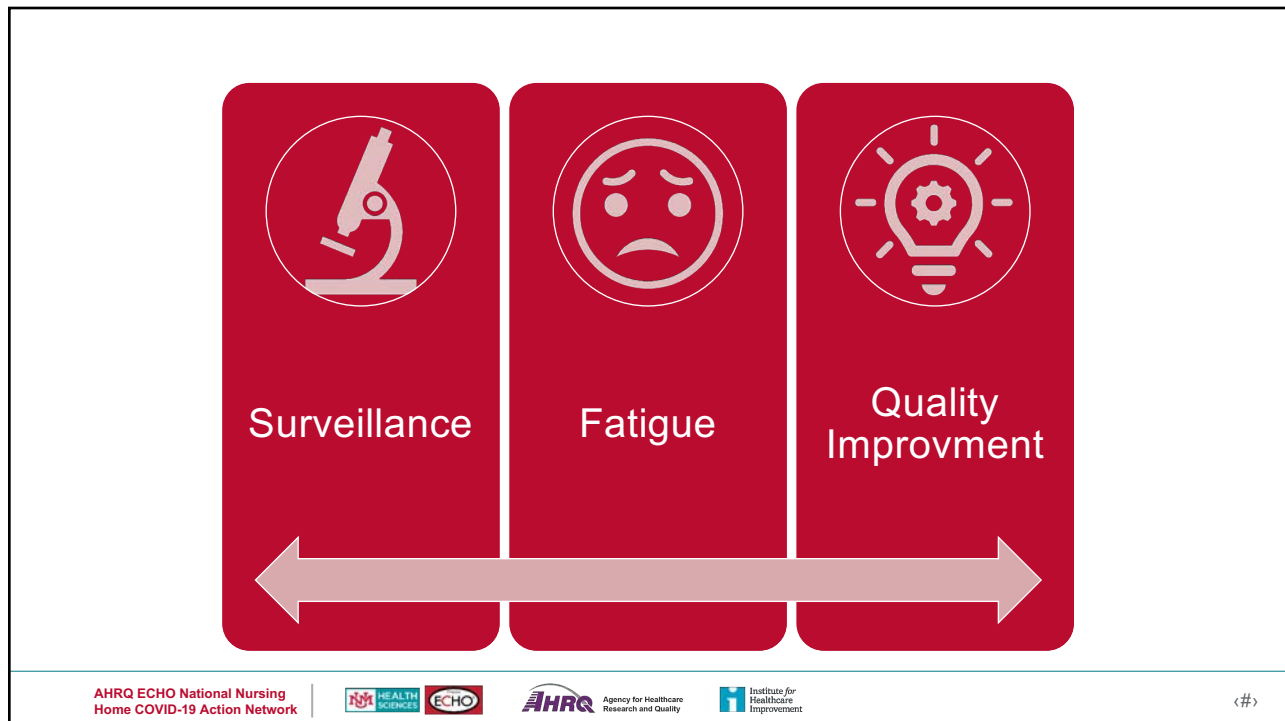 Surveillance
Fatigue
Quality
Improvment
AHRQ ECHO National Nursing
Home COVID-19 Action Network
UNM HEALTH
SCIENCES
ECHO
AHRQ
Agency for Healthcare
Research and Quality
Institute for
Healthcare
Improvement
‹#›